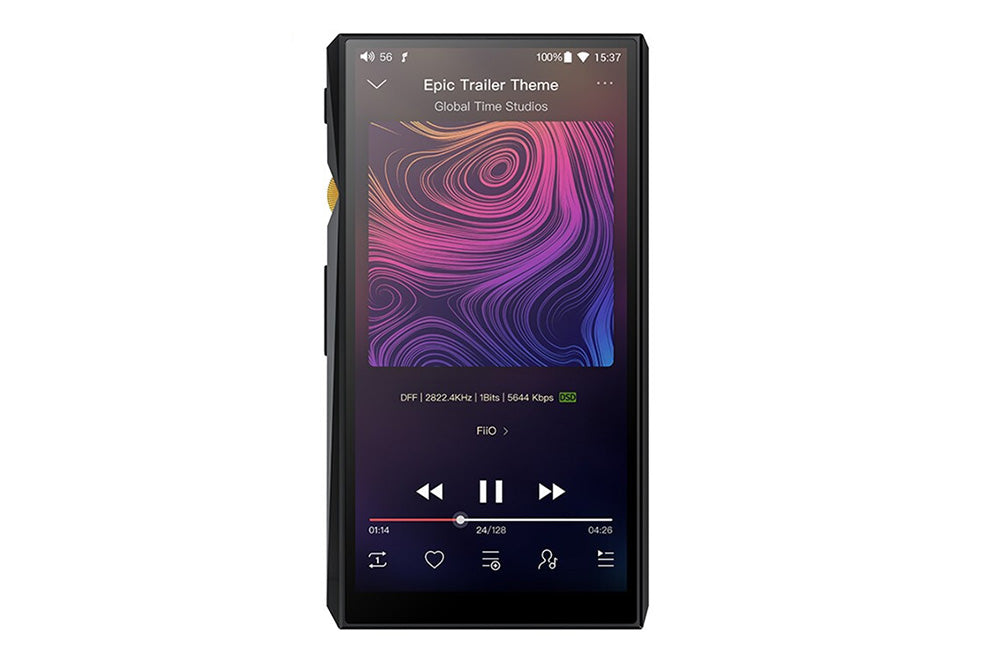 56 100% 15:37
Epic Trailer Theme
Global Time Studios
DFF | 2822.4KHz | 1Bits | 5644 Kbps DSD
FiiO
01:14 24/128 04:26
1